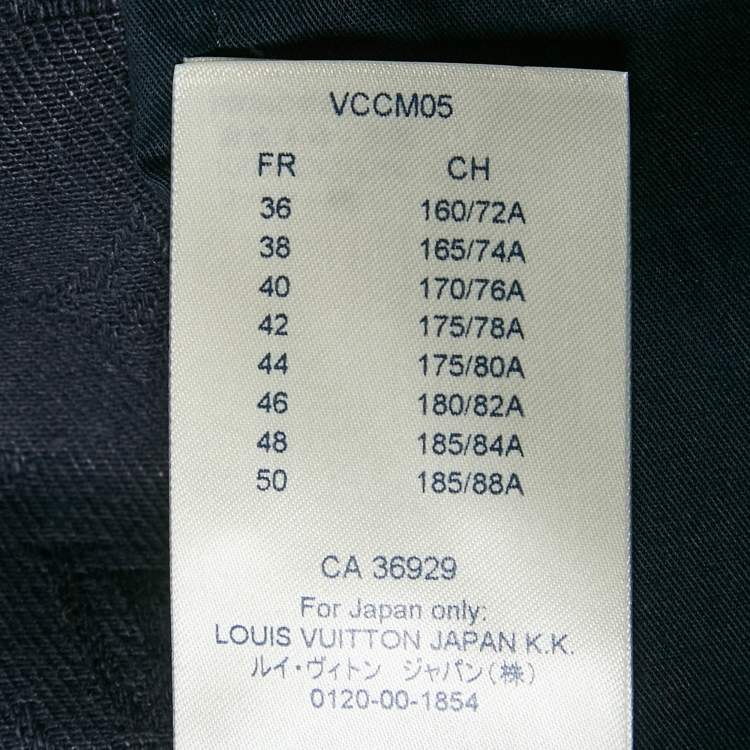 VCCM05
FR CH
36 160/72A
38 165/74A
40 170/76A
42 175/78A
44 175/80A
46 180/82A
48 185/84A
50 185/88A
CA 36929
For Japan only:
LOUIS VUITTON JAPAN K.K.
ルイ・ヴィトン ジャパン(株)
0120-00-1854